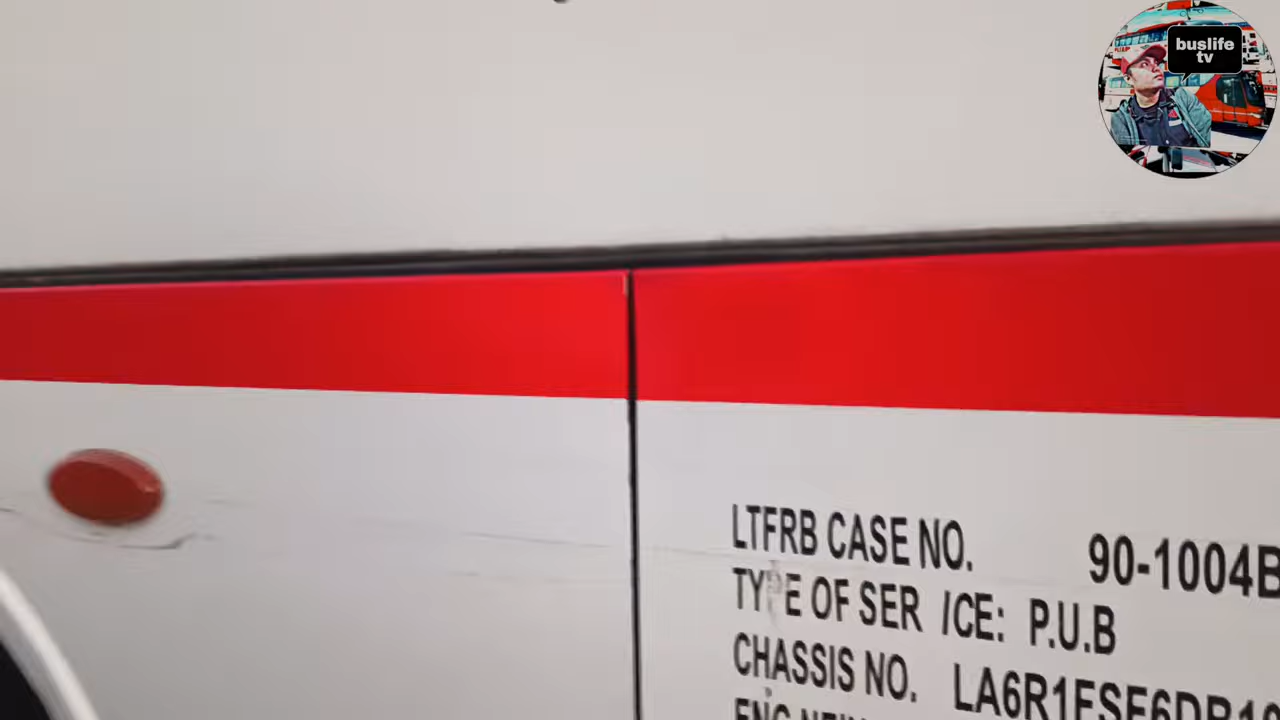 buslife
tv
LTFRB CASE NO. 90-1004B
TYPE OF SER ICE: P.U.B
CHASSIS NO.